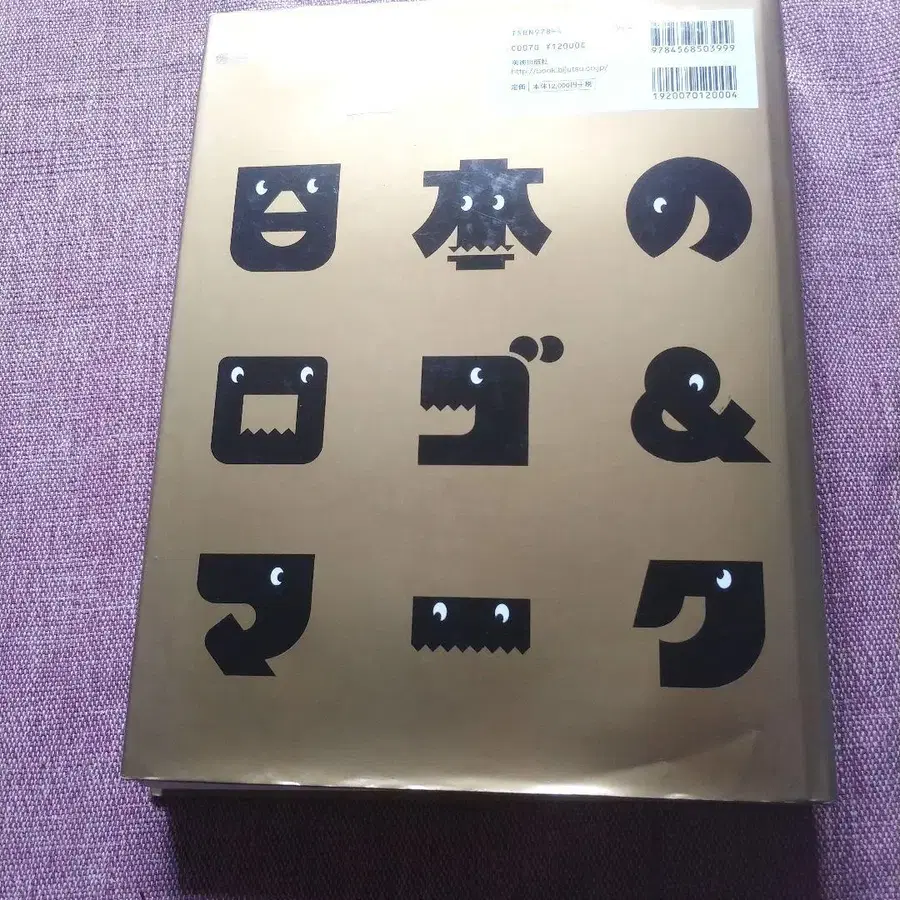 ISBN978-4
C0070 ¥12000E
美術出版社
http://book.bijutsu.co.jp/
定価 本体12,000円+税
9784568503999
1920070120004
日本の
ロゴ&
マーク